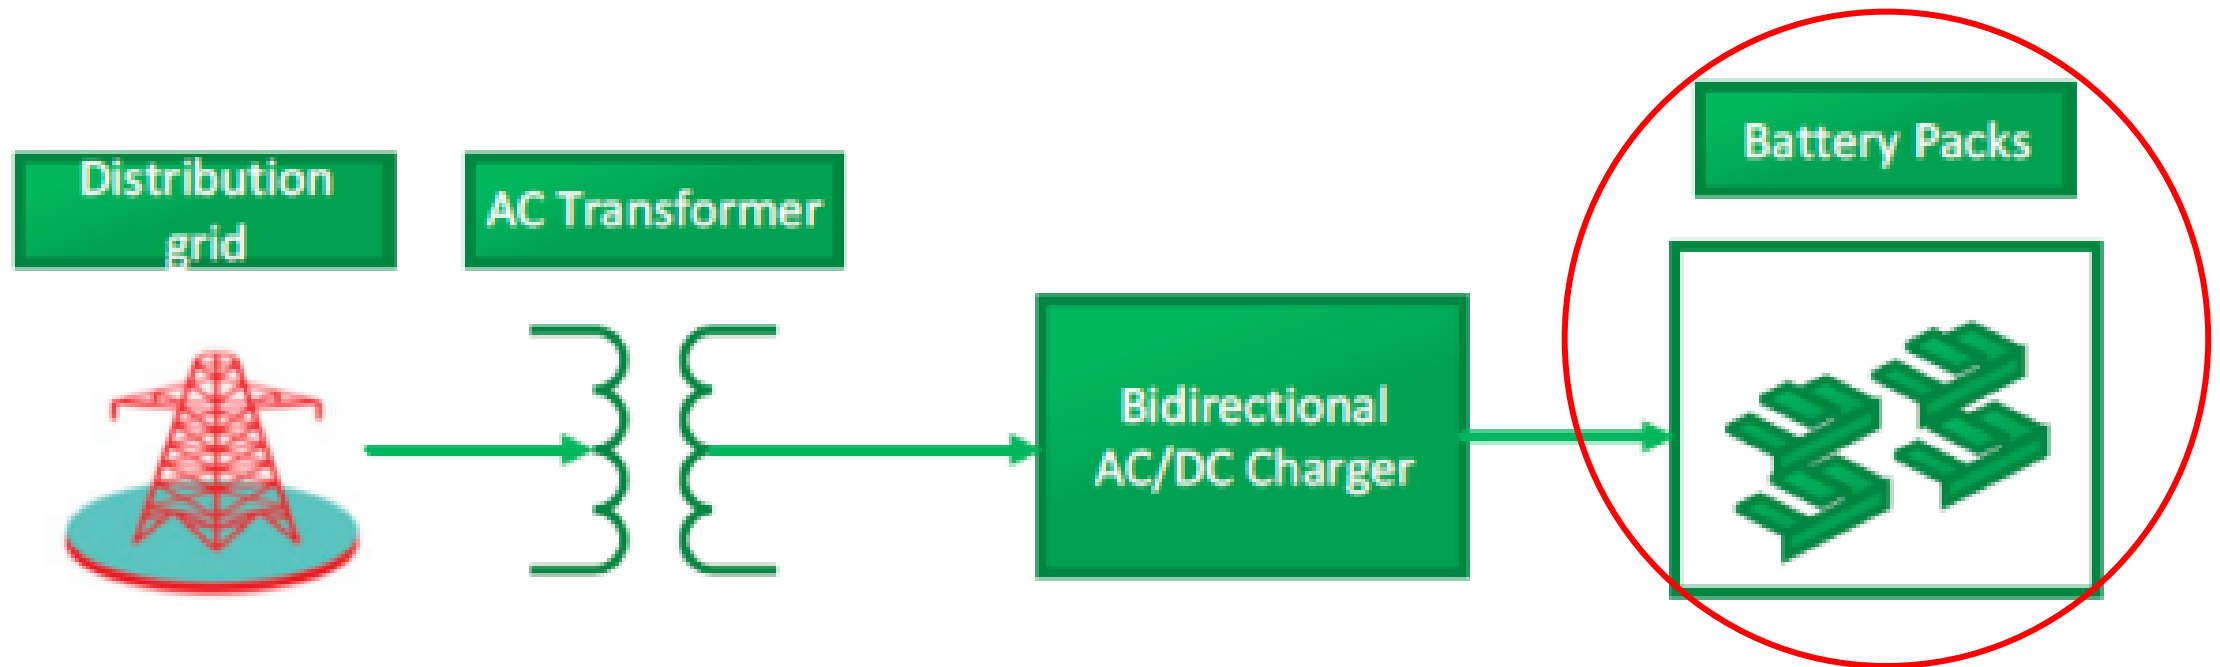 Distribution
grid
AC Transformer
Bidirectional
AC/DC Charger
Battery Packs